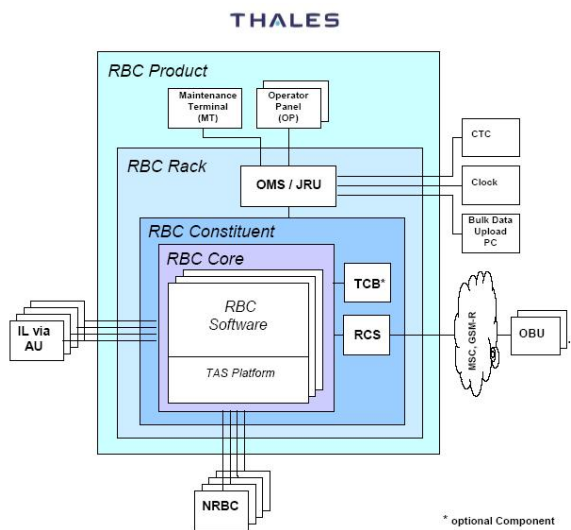 THALES
RBC Product
Maintenance
Terminal
(MT)
Operator
Panel
(OP)
RBC Rack
OMS / JRU
CTC
Clock
Bulk Data
Upload
PC
RBC Constituent
RBC Core
TCB*
RBC
Software
RCS
TAS Platform
IL via
AU
MSC, GSM-R
OBU
NRBC
* optional Component